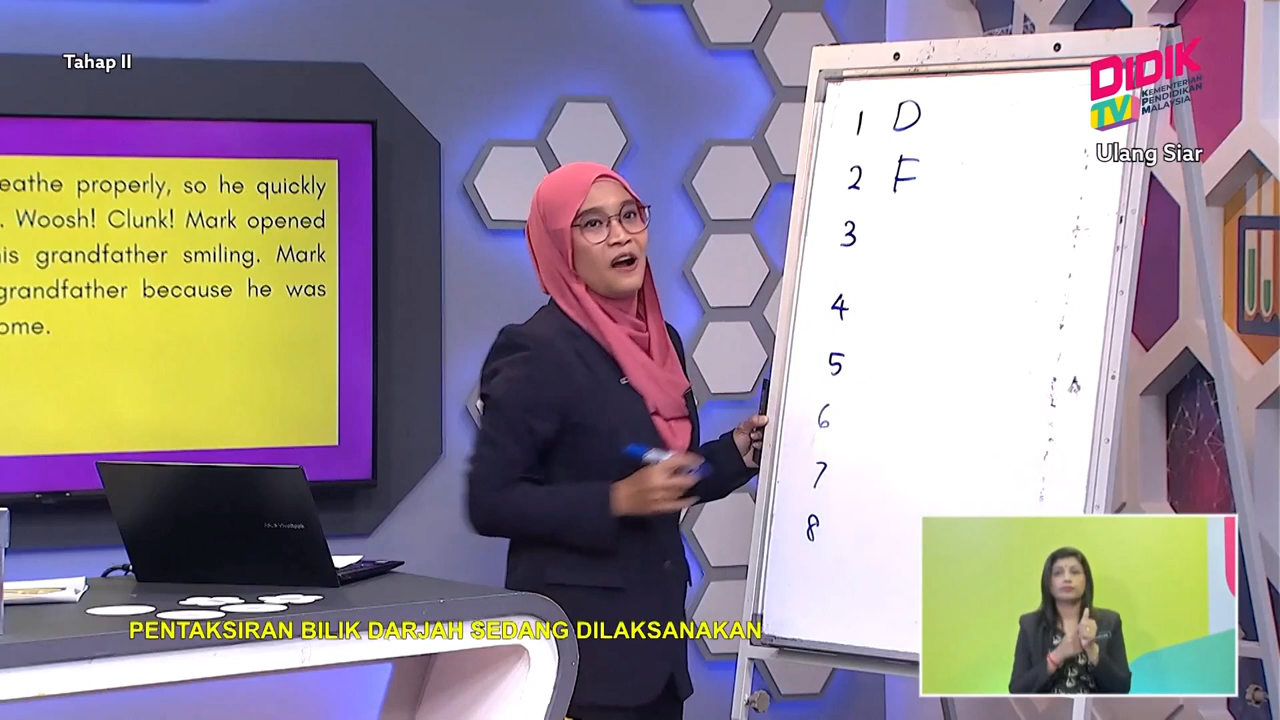 Tahap II
eathe properly, so he quickly
. Woosh! Clunk! Mark opened
is grandfather smiling. Mark
grandfather because he was
ome.
1 D
2 F
3
4
5
6
7
8
DIDIK
TV
KEMENTERIAN
PENDIDIKAN
MALAYSIA
Ulang Siar
PENTAKSIRAN BILIK DARJAH SEDANG DILAKSANAKAN